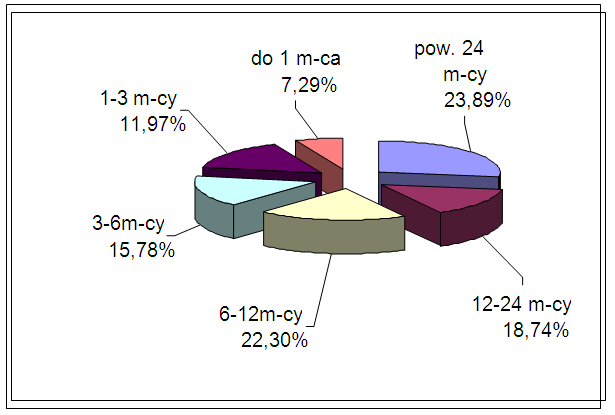 pow. 24
m-cy
23,89%
do 1 m-ca
7,29%
1-3 m-cy
11,97%
3-6m-cy
15,78%
6-12m-cy
22,30%
12-24 m-cy
18,74%